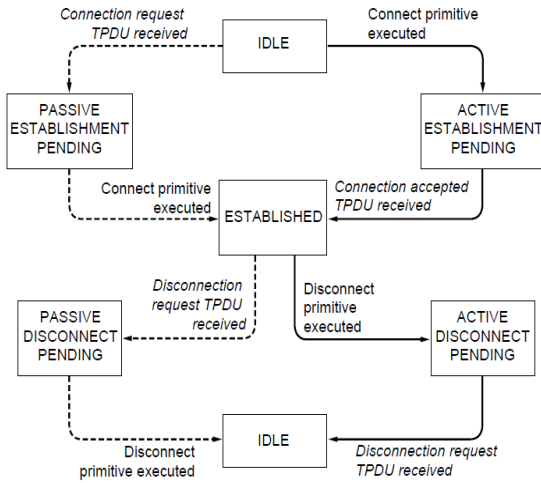 Connection request
TPDU received
IDLE
Connect primitive
executed
PASSIVE
ESTABLISHMENT
PENDING
ACTIVE
ESTABLISHMENT
PENDING
Connect primitive
executed
ESTABLISHED
Connection accepted
TPDU received
Disconnection
request TPDU
received
Disconnect
primitive
executed
PASSIVE
DISCONNECT
PENDING
ACTIVE
DISCONNECT
PENDING
IDLE
Disconnect
primitive executed
Disconnection request
TPDU received